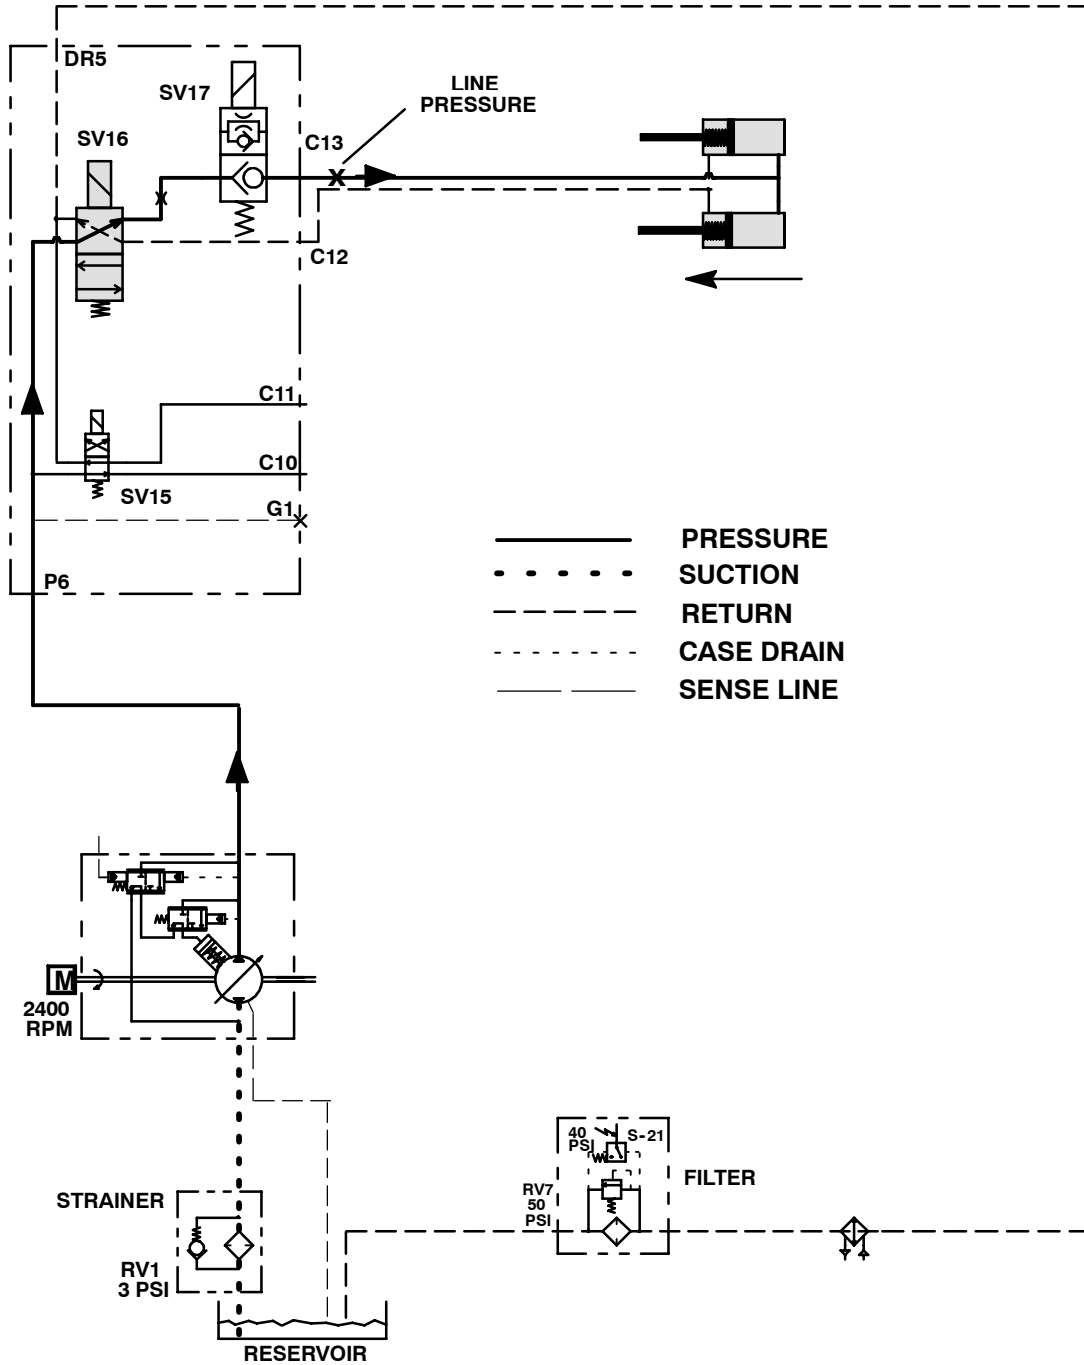 DR5
SV17
LINE
PRESSURE
SV16
C13
C12
C11
C10
SV15
G1
P6
PRESSURE
SUCTION
RETURN
CASE DRAIN
SENSE LINE
M
2400
RPM
40
PSI
S-21
RV7
50
PSI
FILTER
STRAINER
RV1
3 PSI
RESERVOIR